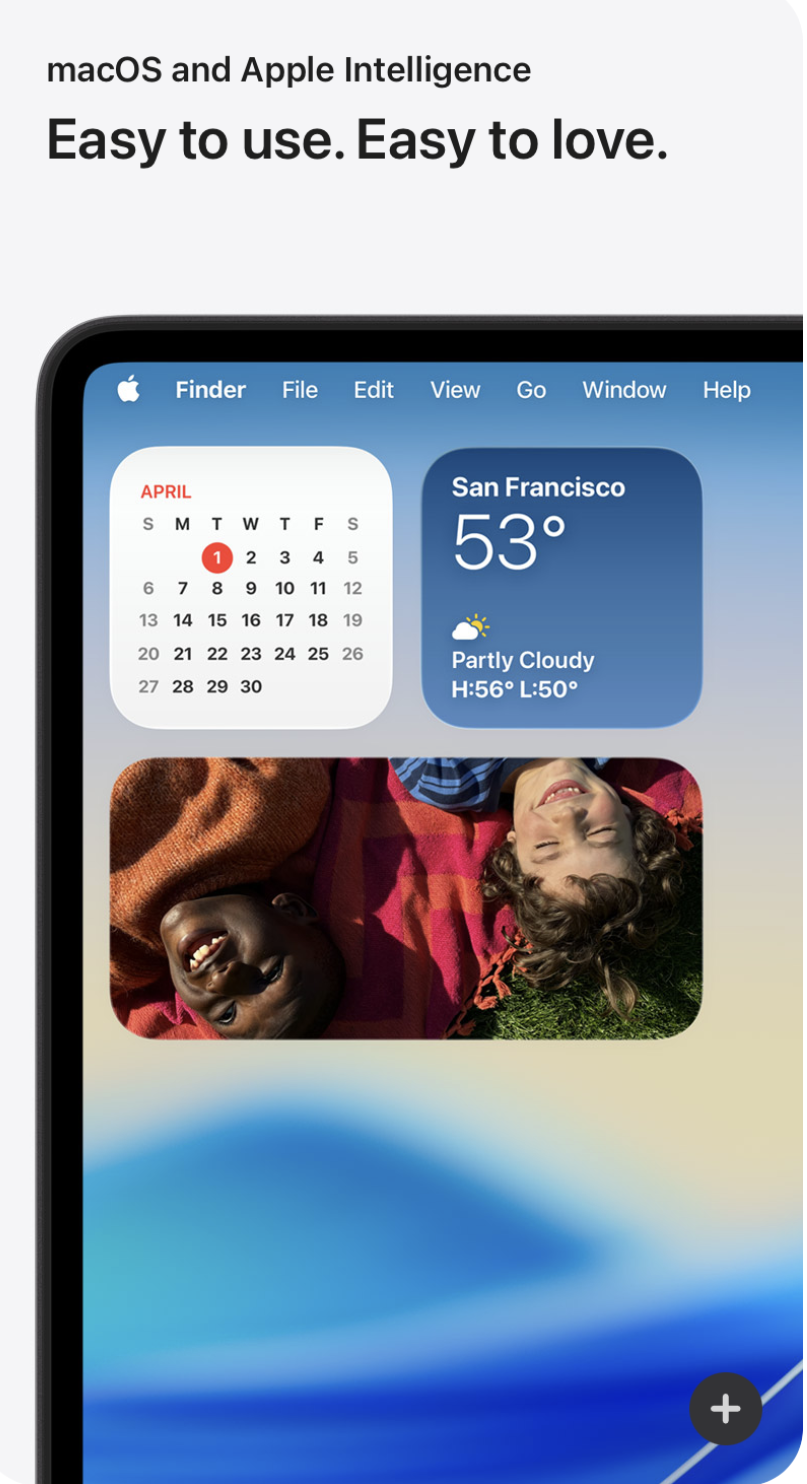 macOS and Apple Intelligence
Easy to use. Easy to love.
Finder File Edit View Go Window Help
APRIL
S M T W T F S
1 2 3 4 5
6 7 8 9 10 11 12
13 14 15 16 17 18 19
20 21 22 23 24 25 26
27 28 29 30
San Francisco
53°
Partly Cloudy
H:56° L:50°